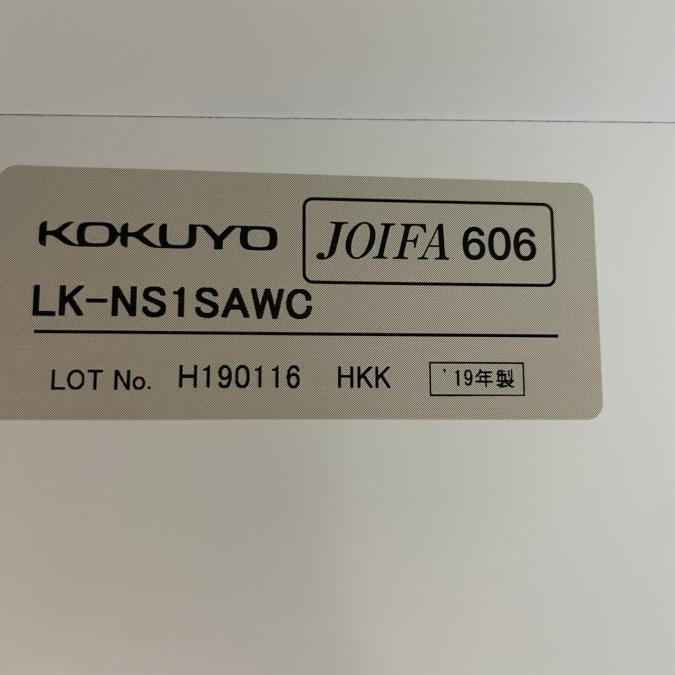 KOKUYO JOIFA 606
LK-NS1SAWC
LOT No. H190116 HKK '19年製